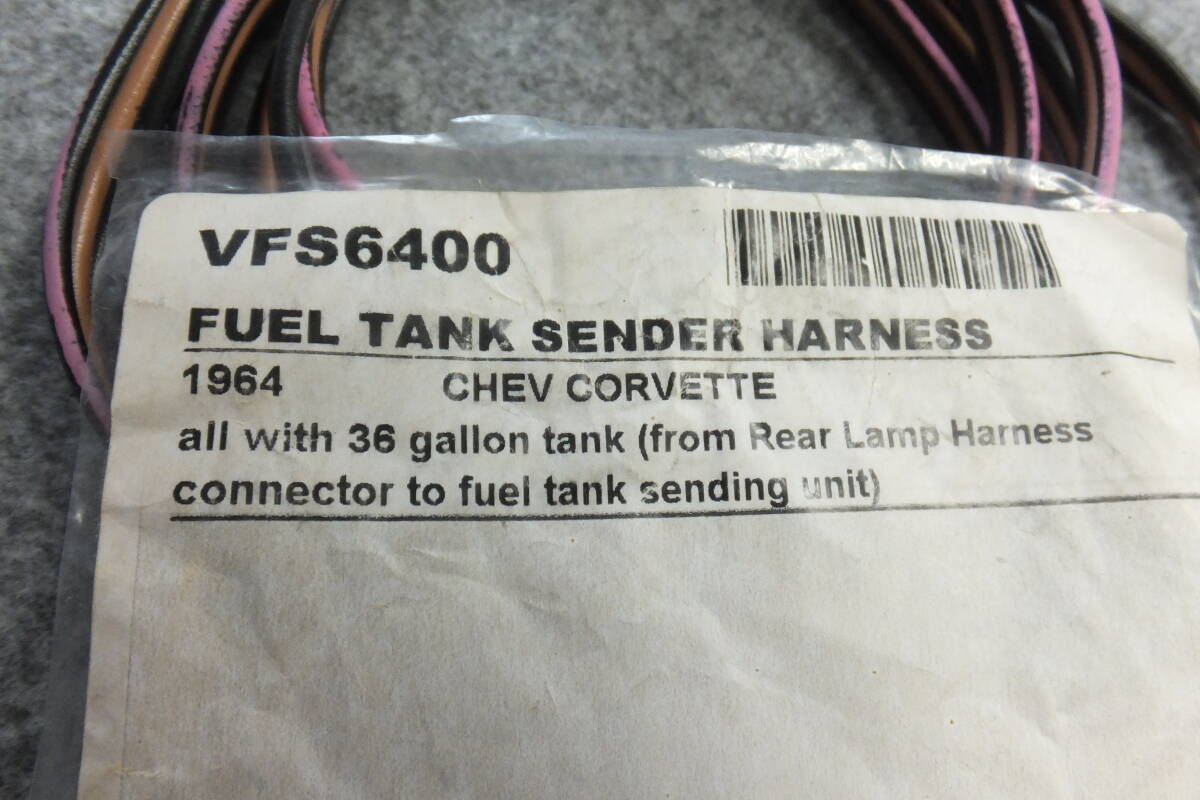 VFS6400
FUEL TANK SENDER HARNESS
1964 CHEV CORVETTE
all with 36 gallon tank (from Rear Lamp Harness
connector to fuel tank sending unit)